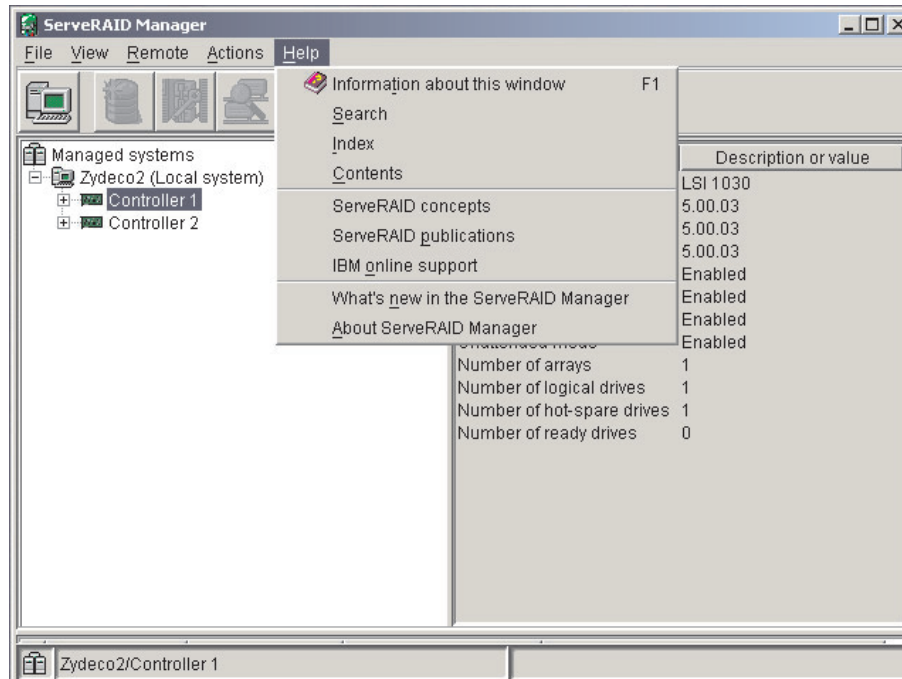 ServeRAID Manager
File View Remote Actions Help
Information about this window F1
Search
Index
Contents
ServeRAID concepts
ServeRAID publications
IBM online support
What's new in the ServeRAID Manager
About ServeRAID Manager
Managed systems
Zydeco2 (Local system)
Controller 1
Controller 2
Description or value
LSI 1030
5.00.03
5.00.03
5.00.03
Enabled
Enabled
Enabled
Enabled
Number of arrays 1
Number of logical drives 1
Number of hot-spare drives 1
Number of ready drives 0
Zydeco2/Controller 1